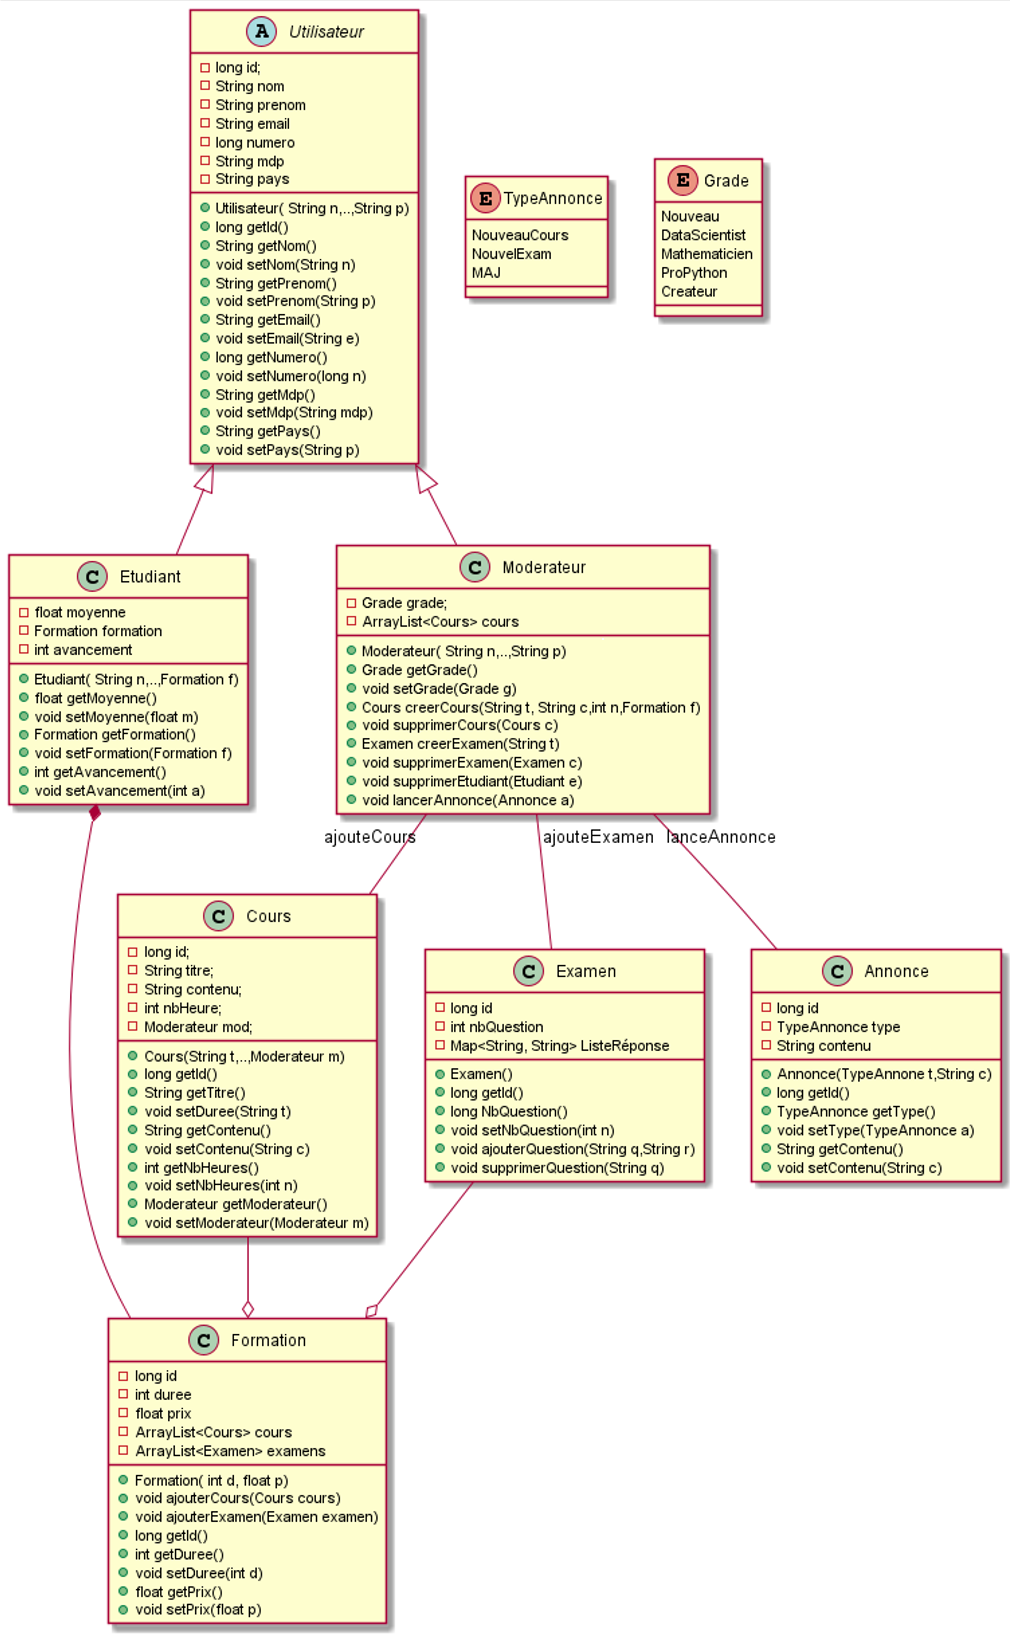 A Utilisateur
long id;
String nom
String prenom
String email
long numero
String mdp
String pays
Utilisateur( String n,..,String p)
long getId()
String getNom()
void setNom(String n)
String getPrenom()
void setPrenom(String p)
String getEmail()
void setEmail(String e)
long getNumero()
void setNumero(long n)
String getMdp()
void setMdp(String mdp)
String getPays()
void setPays(String p)
E TypeAnnonce
NouveauCours
NouvelExam
MAJ
E Grade
Nouveau
DataScientist
Mathematicien
ProPython
Createur
C Etudiant
float moyenne
Formation formation
int avancement
Etudiant( String n,..,Formation f)
float getMoyenne()
void setMoyenne(float m)
Formation getFormation()
void setFormation(Formation f)
int getAvancement()
void setAvancement(int a)
C Moderateur
Grade grade;
ArrayList<Cours> cours
Moderateur( String n,..,String p)
Grade getGrade()
void setGrade(Grade g)
Cours creerCours(String t, String c,int n,Formation f)
void supprimerCours(Cours c)
Examen creerExamen(String t)
void supprimerExamen(Examen c)
void supprimerEtudiant(Etudiant e)
void lancerAnnonce(Annonce a)
ajouteCours
ajouteExamen
lanceAnnonce
C Cours
long id;
String titre;
String contenu;
int nbHeure;
Moderateur mod;
Cours(String t,..,Moderateur m)
long getId()
String getTitre()
void setDuree(String t)
String getContenu()
void setContenu(String c)
int getNbHeures()
void setNbHeures(int n)
Moderateur getModerateur()
void setModerateur(Moderateur m)
C Examen
long id
int nbQuestion
Map<String, String> ListeRéponse
Examen()
long getId()
long NbQuestion()
void setNbQuestion(int n)
void ajouterQuestion(String q,String r)
void supprimerQuestion(String q)
C Annonce
long id
TypeAnnonce type
String contenu
Annonce(TypeAnnone t,String c)
long getId()
TypeAnnonce getType()
void setType(TypeAnnonce a)
String getContenu()
void setContenu(String c)
C Formation
long id
int duree
float prix
ArrayList<Cours> cours
ArrayList<Examen> examens
Formation( int d, float p)
void ajouterCours(Cours cours)
void ajouterExamen(Examen examen)
long getId()
int getDuree()
void setDuree(int d)
float getPrix()
void setPrix(float p)